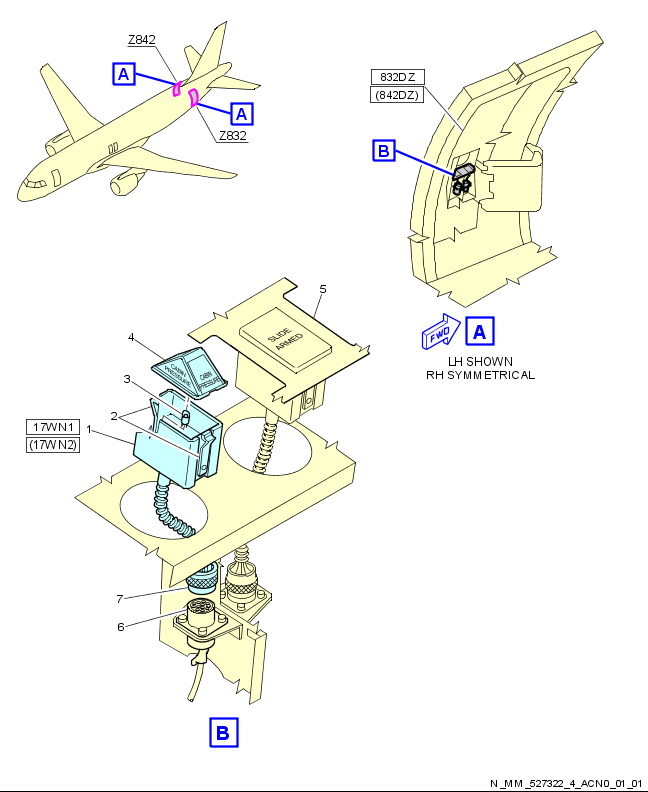 Z842
A
A
Z832
832DZ
(842DZ)
B
FWD
A
LH SHOWN
RH SYMMETRICAL
5
SLIDE
ARMED
4
CABIN
PRESSURE
CABIN
PRESSURE
3
2
17WN1
(17WN2)
1
7
6
B
N_MM_527322_4_ACN0_01_01